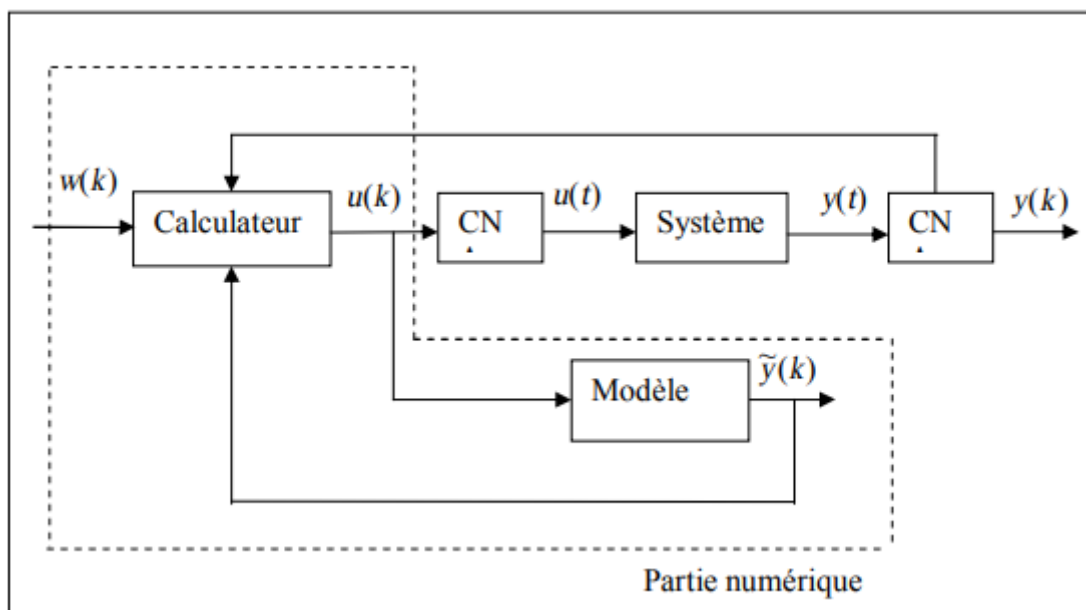 w(k)
Calculateur
u(k)
CN
u(t)
Système
y(t)
CN
y(k)
Modèle
ỹ(k)
Partie numérique